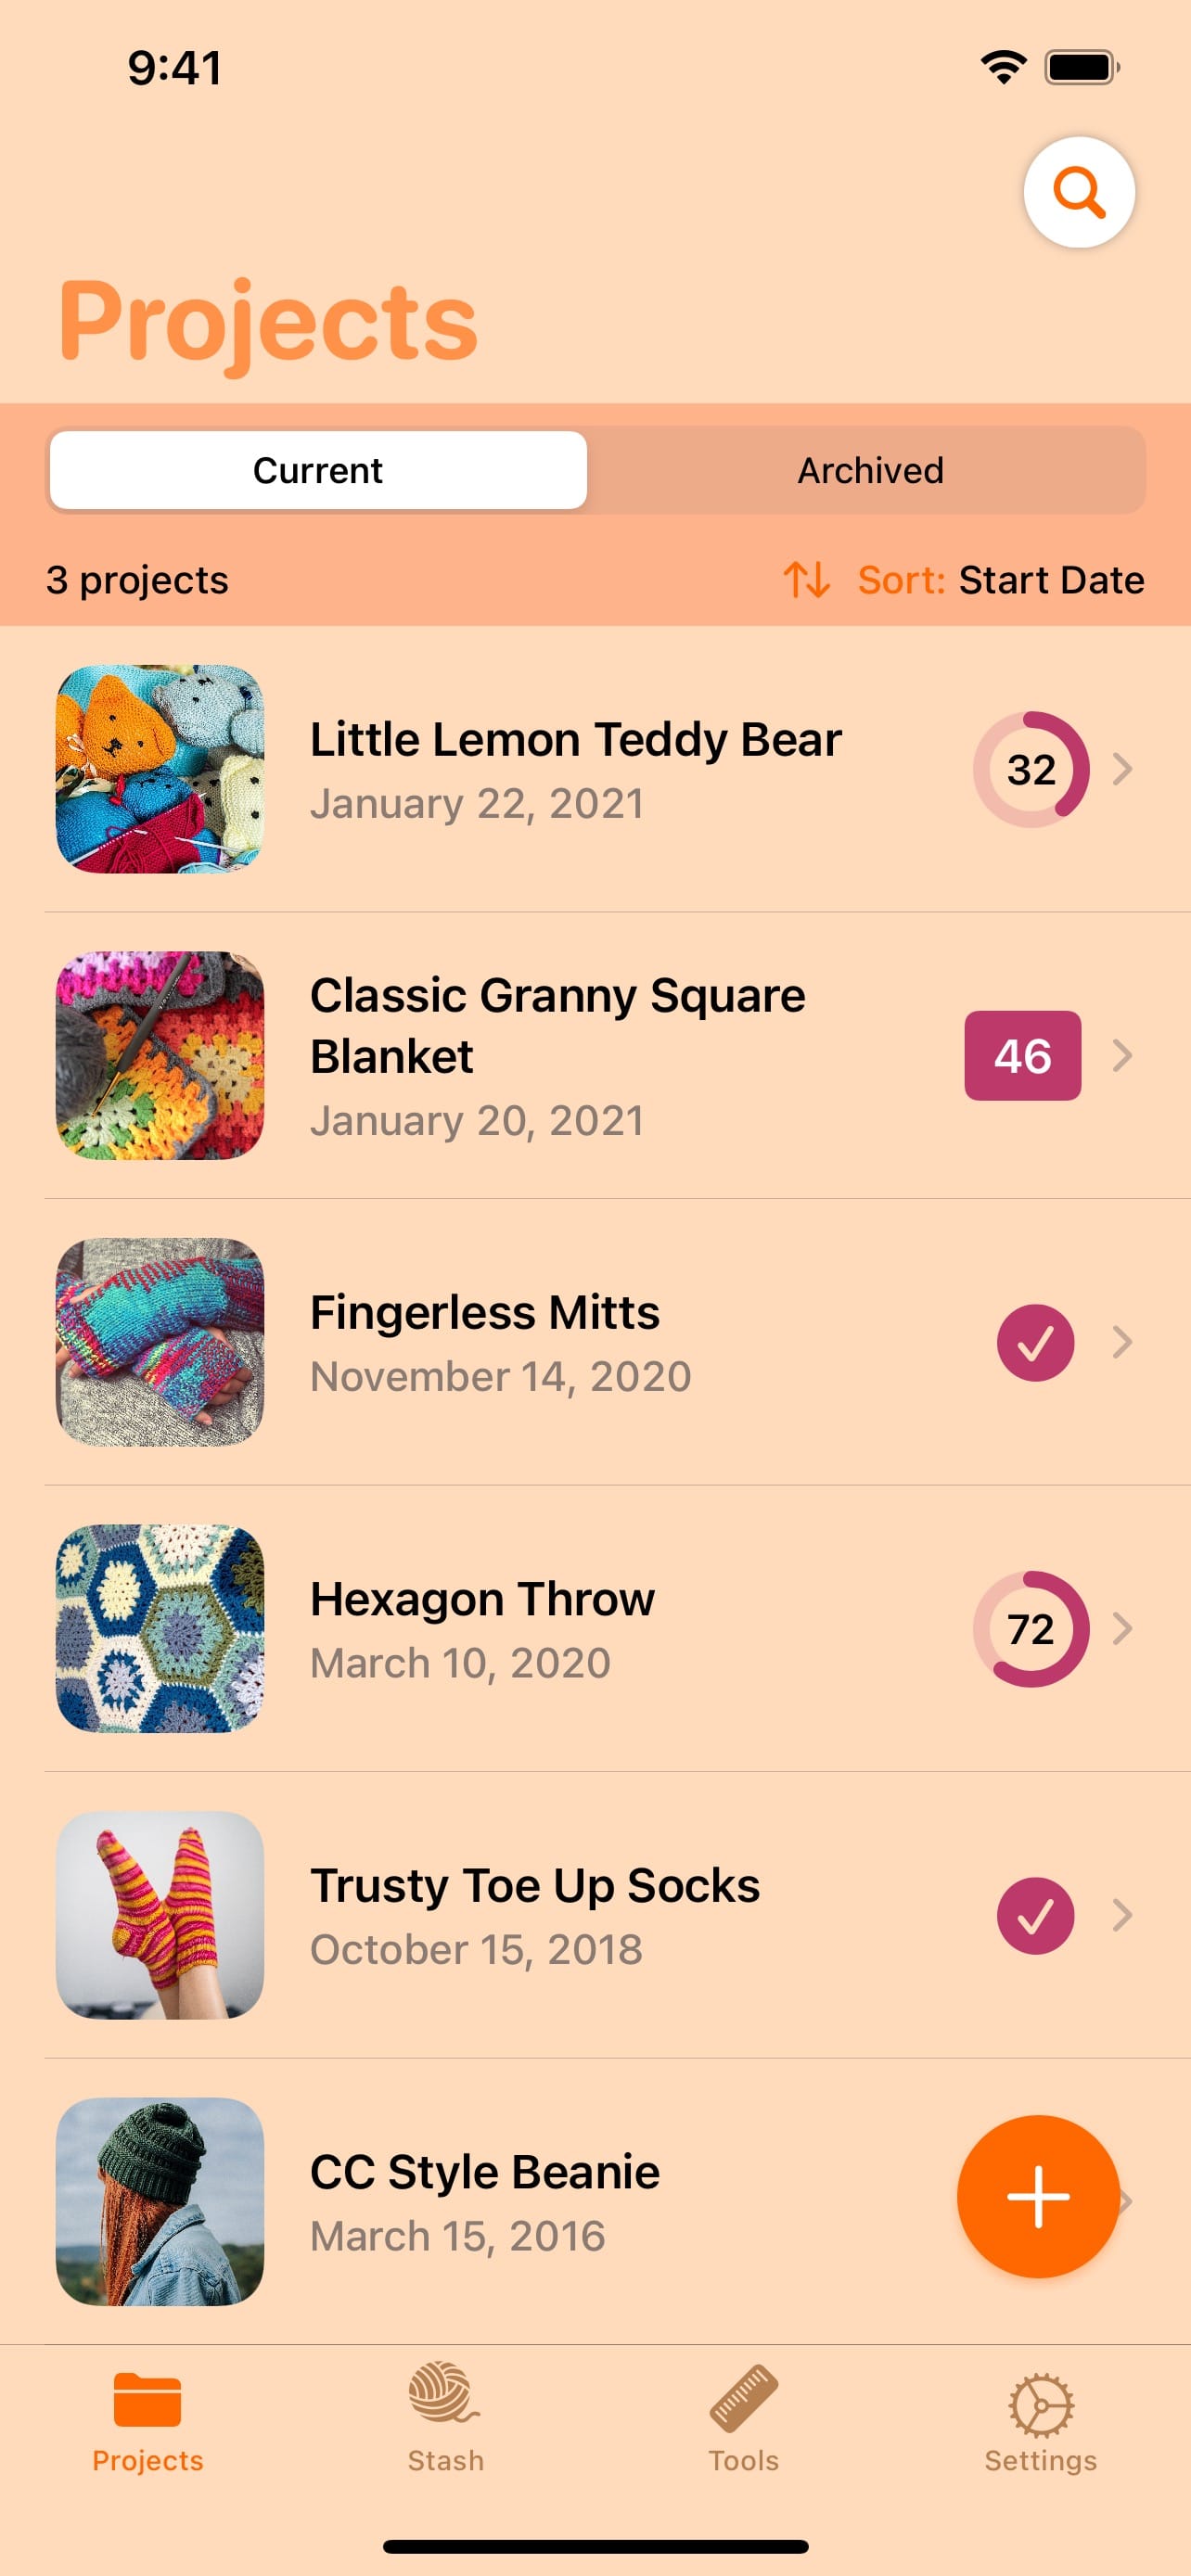 9:41
Projects
Current
Archived
3 projects
Sort: Start Date
Little Lemon Teddy Bear
January 22, 2021
32
Classic Granny Square
Blanket
January 20, 2021
46
Fingerless Mitts
November 14, 2020
Hexagon Throw
March 10, 2020
72
Trusty Toe Up Socks
October 15, 2018
CC Style Beanie
March 15, 2016
Projects
Stash
Tools
Settings